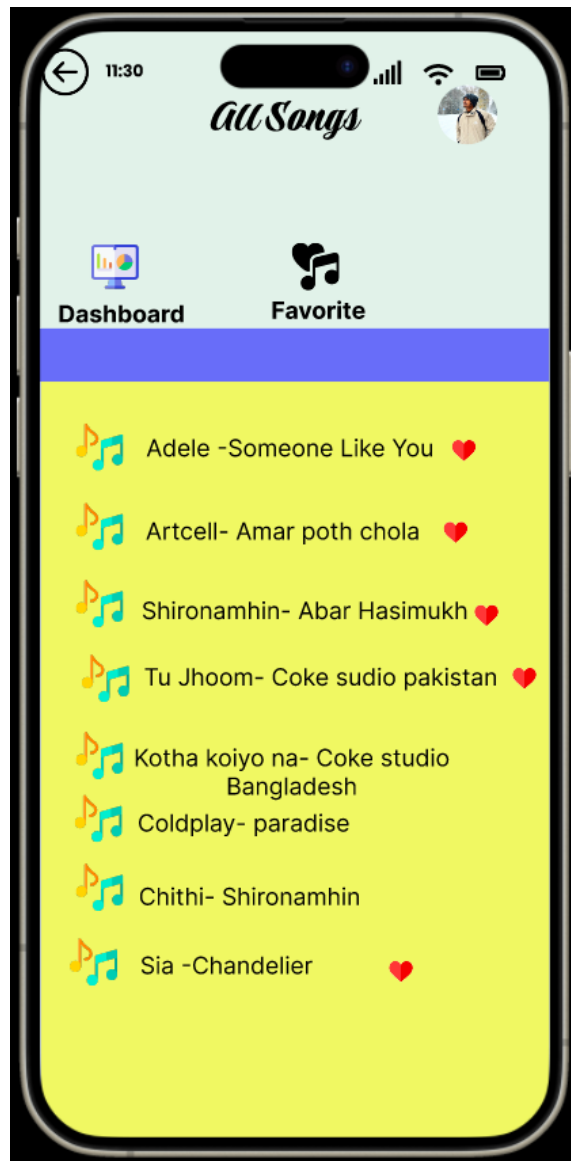 11:30
All Songs
Dashboard
Favorite
Adele -Someone Like You
Artcell- Amar poth chola
Shironamhin- Abar Hasimukh
Tu Jhoom- Coke sudio pakistan
Kotha koiyo na- Coke studio
Bangladesh
Coldplay- paradise
Chithi- Shironamhin
Sia -Chandelier